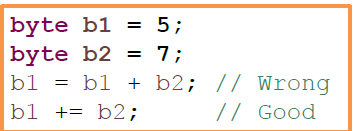 byte b1 = 5;
byte b2 = 7;
b1 = b1 + b2; // Wrong
b1 += b2;     // Good